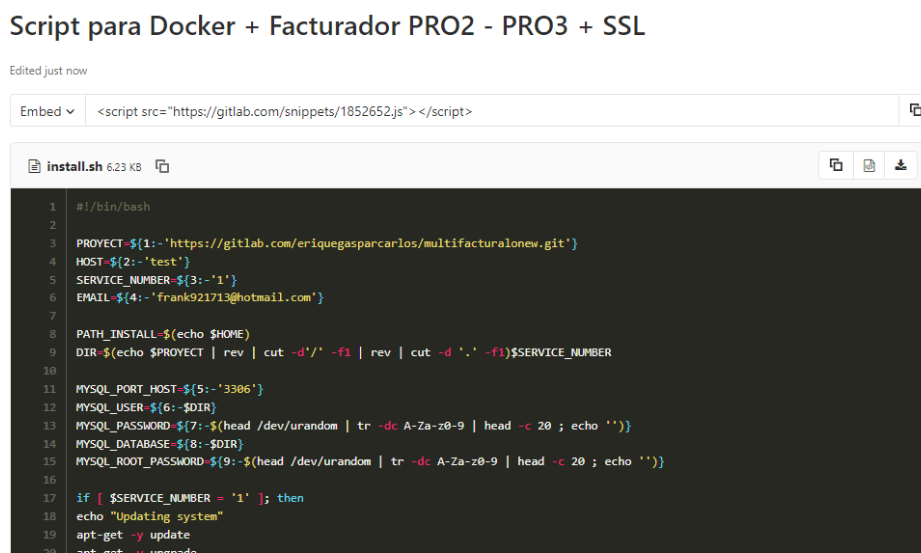 Script para Docker + Facturador PRO2 - PRO3 + SSL
Edited just now
Embed <script src="https://gitlab.com/snippets/1852652.js"></script>
install.sh 6.23 KB
1 #!/bin/bash
2
3 PROYECT=${1:-'https://gitlab.com/eriquegasparcarlos/multifacturalonew.git'}
4 HOST=${2:-'test'}
5 SERVICE_NUMBER=${3:-'1'}
6 EMAIL=${4:-'frank921713@hotmail.com'}
7
8 PATH_INSTALL=$(echo $HOME)
9 DIR=$(echo $PROYECT | rev | cut -d'/' -f1 | rev | cut -d '.' -f1)$SERVICE_NUMBER
10
11 MYSQL_PORT_HOST=${5:-'3306'}
12 MYSQL_USER=${6:-$DIR}
13 MYSQL_PASSWORD=${7:-$(head /dev/urandom | tr -dc A-Za-z0-9 | head -c 20 ; echo '')}
14 MYSQL_DATABASE=${8:-$DIR}
15 MYSQL_ROOT_PASSWORD=${9:-$(head /dev/urandom | tr -dc A-Za-z0-9 | head -c 20 ; echo '')}
16
17 if [ $SERVICE_NUMBER = '1' ]; then
18 echo "Updating system"
19 apt-get -y update
20 apt-get -y upgrade